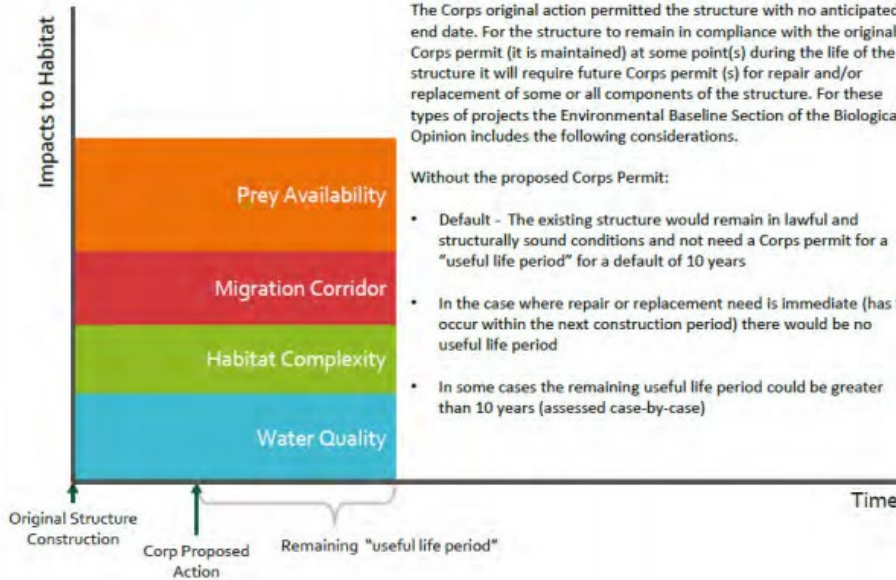 The Corps original action permitted the structure with no anticipated
end date. For the structure to remain in compliance with the original
Corps permit (it is maintained) at some point(s) during the life of the
structure it will require future Corps permit (s) for repair and/or
replacement of some or all components of the structure. For these
types of projects the Environmental Baseline Section of the Biologica
Opinion includes the following considerations.
Without the proposed Corps Permit:
• Default - The existing structure would remain in lawful and
structurally sound conditions and not need a Corps permit for a
"useful life period" for a default of 10 years
• In the case where repair or replacement need is immediate (has
occur within the next construction period) there would be no
useful life period
• In some cases the remaining useful life period could be greater
than 10 years (assessed case-by-case)
Impacts to Habitat
Prey Availability
Migration Corridor
Habitat Complexity
Water Quality
Time
Original Structure
Construction
Corp Proposed
Action
Remaining "useful life period"